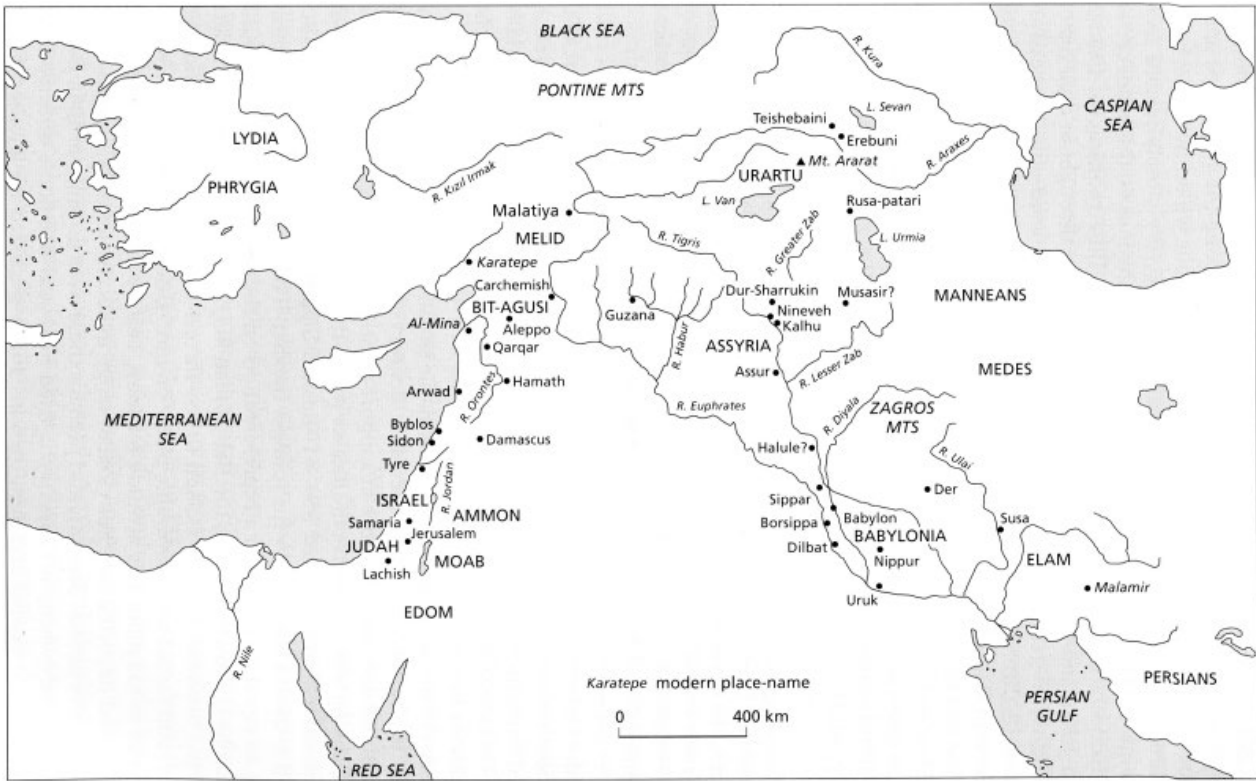 BLACK SEA
R. Kura
PONTINE MTS
CASPIAN
SEA
L. Sevan
Teishebaini
Erebuni
LYDIA
Mt. Ararat
R. Araxes
URARTU
PHRYGIA
R. Kızıl Irmak
L. Van
Rusa-patari
Malatiya
MELID
R. Tigris
R. Greater Zab
L. Urmia
Karatepe
Carchemish
Dur-Sharrukin
Musasir?
MANNEANS
BIT-AGUSI
Guzana
Nineveh
Kalhu
Al-Mina
Aleppo
Qarqar
R. Habur
ASSYRIA
R. Lesser Zab
MEDES
Assur
Hamath
Arwad
R. Orontes
R. Euphrates
R. Diyala
ZAGROS
MTS
MEDITERRANEAN
SEA
Byblos
Sidon
Damascus
Halule?
R. Ulai
Tyre
R. Jordan
Sippar
Der
ISRAEL
AMMON
Samaria
Babylon
Borsippa
Susa
Jerusalem
BABYLONIA
JUDAH
Dilbat
Nippur
MOAB
ELAM
Lachish
Malamir
Uruk
EDOM
R. Nile
Karatepe modern place-name
PERSIANS
0 400 km
PERSIAN
GULF
RED SEA